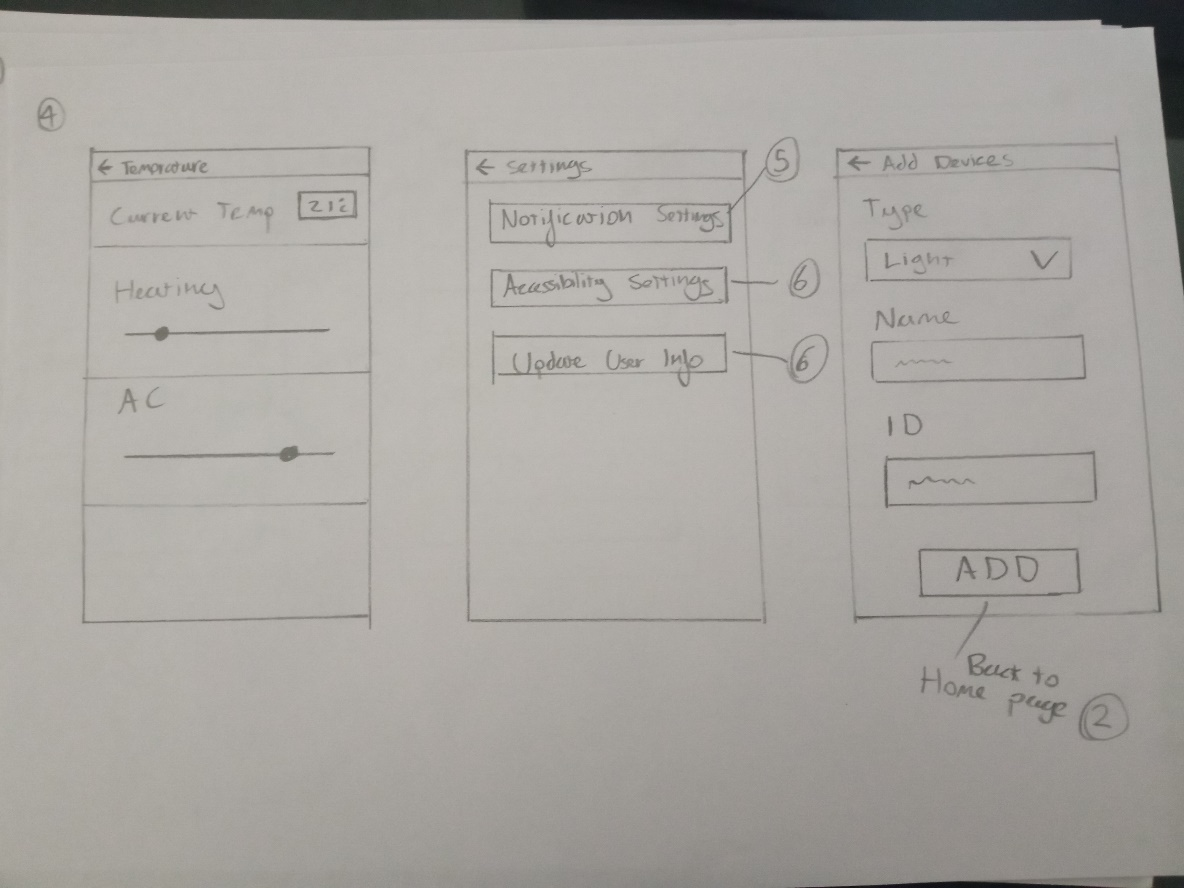 4
← Temprature
Current Temp 21°c
Heating
AC
← Settings
Notification Settings
5
Accessibility Settings
6
Update User Info
6
← Add Devices
Type
Light
Name
ID
ADD
Back to
Home page 2